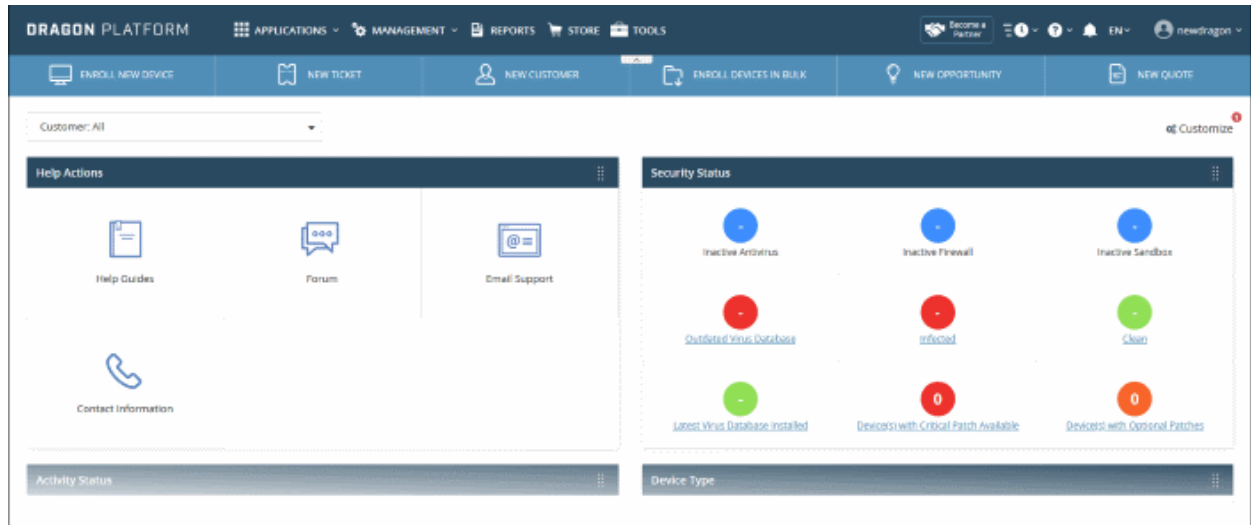 DRAGON PLATFORM
APPLICATIONS
MANAGEMENT
REPORTS
STORE
TOOLS
Become a
Partner
EN
newdragon
ENROLL NEW DEVICE
NEW TICKET
NEW CUSTOMER
ENROLL DEVICES IN BULK
NEW OPPORTUNITY
NEW QUOTE
Customer: All
1
Customize
Help Actions
Help Guides
Forum
@
Email Support
Contact Information
Security Status
-
-
-
Inactive Antivirus
Inactive Firewall
Inactive Sandbox
-
-
-
Outdated Virus Database
Infected
Clean
-
0
0
Latest Virus Database Installed
Device(s) with Critical Patch Available
Device(s) with Optional Patches
Activity Status
Device Type